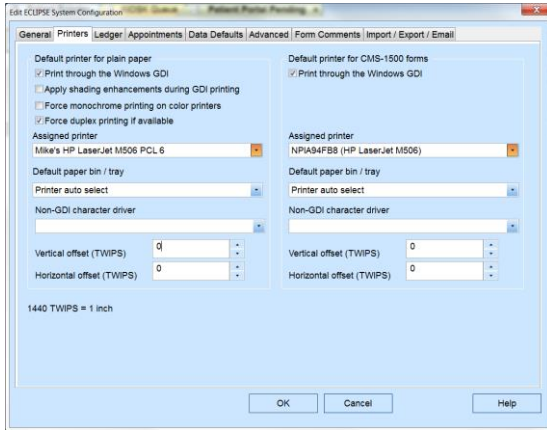 Edit ECLIPSE System Configuration
Patient Portal Pending
General Printers Ledger Appointments Data Defaults Advanced Form Comments Import / Export / Email
Default printer for plain paper
Print through the Windows GDI
Apply shading enhancements during GDI printing
Force monochrome printing on color printers
Force duplex printing if available
Assigned printer
Mike's HP LaserJet M506 PCL 6
Default paper bin / tray
Printer auto select
Non-GDI character driver
Vertical offset (TWIPS) 0
Horizontal offset (TWIPS) 0
Default printer for CMS-1500 forms
Print through the Windows GDI
Assigned printer
NPIA94FB8 (HP LaserJet M506)
Default paper bin / tray
Printer auto select
Non-GDI character driver
Vertical offset (TWIPS) 0
Horizontal offset (TWIPS) 0
1440 TWIPS = 1 inch
OK Cancel Help